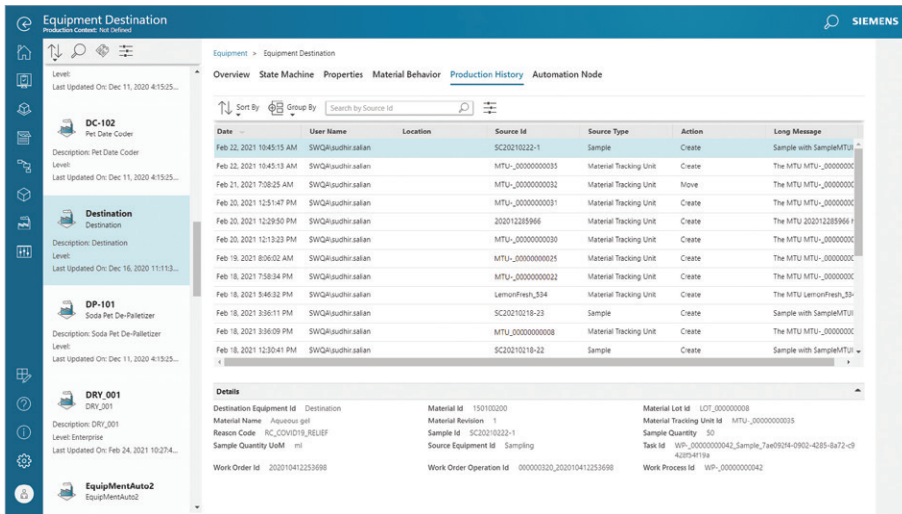 Equipment Destination
Production Context: Not Defined
SIEMENS
Level:
Last Updated On: Dec 11, 2020 4:15:25...
DC-102
Pet Date Coder
Description: Pet Date Coder
Level:
Last Updated On: Dec 11, 2020 4:15:25...
Destination
Destination
Description: Destination
Level:
Last Updated On: Dec 16, 2020 11:11:3...
DP-101
Soda Pet De-Palletizer
Description: Soda Pet De-Palletizer
Level:
Last Updated On: Dec 11, 2020 4:15:25...
DRY_001
DRY_001
Description: DRY_001
Level: Enterprise
Last Updated On: Feb 24, 2021 10:27:4...
EquipMentAuto2
EquipMentAuto2
Equipment > Equipment Destination
Overview State Machine Properties Material Behavior Production History Automation Node
Sort By Group By Search by Source Id
Date User Name Location Source Id Source Type Action Long Message
Feb 22, 2021 10:45:15 AM SWQA\sudhir.salian SC20210222-1 Sample Create Sample with SampleMTUI
Feb 22, 2021 10:45:13 AM SWQA\sudhir.salian MTU-_00000000035 Material Tracking Unit Create The MTU MTU-_0000000C
Feb 21, 2021 7:08:25 AM SWQA\sudhir.salian MTU-_00000000032 Material Tracking Unit Move The MTU MTU-_0000000C
Feb 20, 2021 12:51:47 PM SWQA\sudhir.salian MTU-_00000000031 Material Tracking Unit Create The MTU MTU-_0000000C
Feb 20, 2021 12:29:50 PM SWQA\sudhir.salian 202012285966 Material Tracking Unit Create The MTU 202012285966 h
Feb 20, 2021 12:13:23 PM SWQA\sudhir.salian MTU-_00000000030 Material Tracking Unit Create The MTU MTU-_0000000C
Feb 19, 2021 8:06:02 AM SWQA\sudhir.salian MTU-_00000000025 Material Tracking Unit Create The MTU MTU-_0000000C
Feb 18, 2021 7:58:34 PM SWQA\sudhir.salian MTU-_00000000022 Material Tracking Unit Create The MTU MTU-_0000000C
Feb 18, 2021 5:46:32 PM SWQA\sudhir.salian LemonFresh_534 Material Tracking Unit Create The MTU LemonFresh_534
Feb 18, 2021 3:36:11 PM SWQA\sudhir.salian SC20210218-23 Sample Create Sample with SampleMTUI
Feb 18, 2021 3:36:09 PM SWQA\sudhir.salian MTU_00000000008 Material Tracking Unit Create The MTU MTU-_0000000C
Feb 18, 2021 12:30:41 PM SWQA\sudhir.salian SC20210218-22 Sample Create Sample with SampleMTUI
Details
Destination Equipment Id Destination Material Id 150100200 Material Lot Id LOT_000000008
Material Name Aqueous gel Material Revision 1 Material Tracking Unit Id MTU-_00000000035
Reason Code RC_COVID19_RELIEF Sample Id SC20210222-1 Sample Quantity 50
Sample Quantity UoM ml Source Equipment Id Sampling Task Id WP-_00000000042_Sample_7ae092f4-0902-4285-8a72-c9
428f54f19a
Work Order Id 202010412253698 Work Order Operation Id 000000320_202010412253698 Work Process Id WP-_00000000042